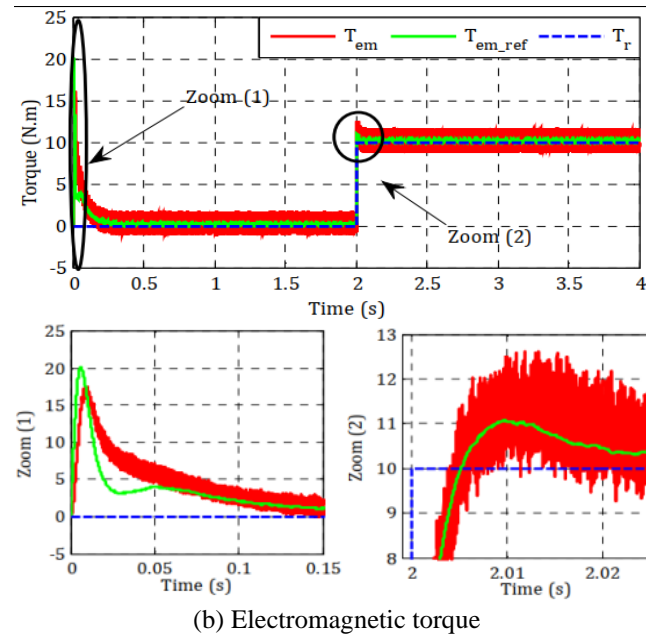 25
20
15
10
5
0
-5
Torque (N.m)
T_em T_em_ref T_r
Zoom (1)
Zoom (2)
0 0.5 1 1.5 2 2.5 3 3.5 4
Time (s)
25
20
15
10
5
0
-5
Zoom (1)
0 0.05 0.1 0.15
Time (s)
13
12
11
10
9
8
Zoom (2)
2 2.01 2.02
Time (s)
(b) Electromagnetic torque